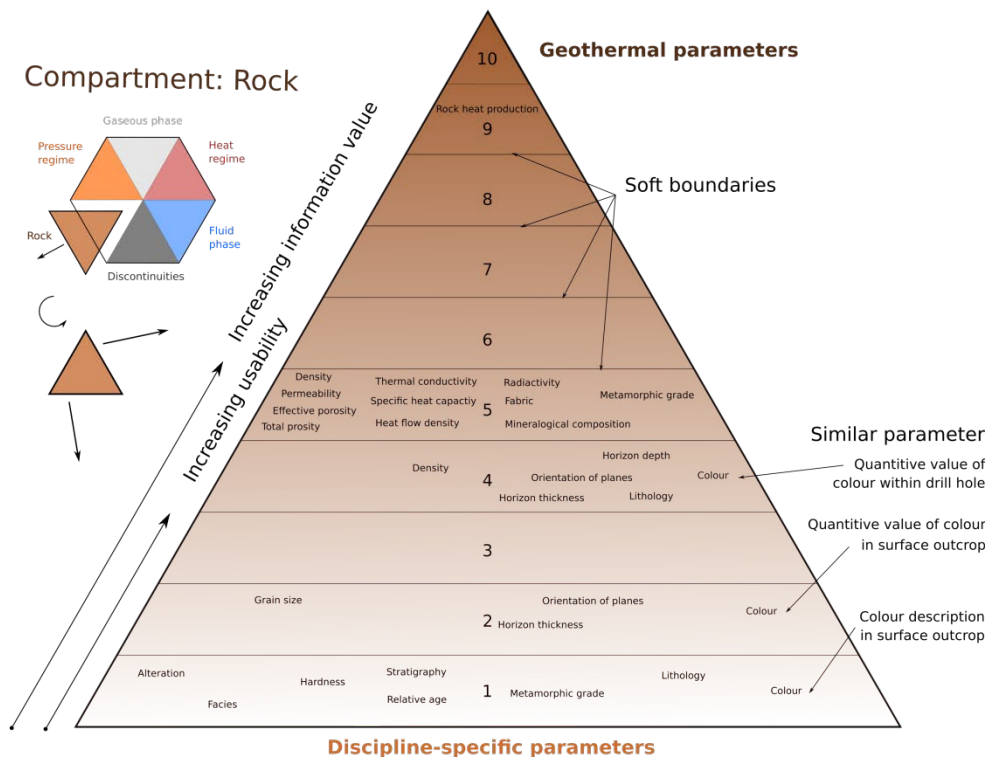 Geothermal parameters
Compartment: Rock
Gaseous phase
Pressure
regime
Heat
regime
Rock
Fluid
phase
Discontinuities
Increasing information value
Increasing usability
Soft boundaries
10
Rock heat production
9
8
7
6
Density
Thermal conductivity
Radiactivity
Permeability
Specific heat capactiy
Fabric
Metamorphic grade
Effective porosity
5
Total prosity
Heat flow density
Mineralogical composition
Similar parameter
Horizon depth
Density
4
Orientation of planes
Colour
Horizon thickness
Lithology
Quantitive value of
colour within drill hole
Quantitive value of colour
in surface outcrop
3
Grain size
Orientation of planes
2
Horizon thickness
Colour
Colour description
in surface outcrop
Alteration
Stratigraphy
Hardness
Lithology
1
Metamorphic grade
Colour
Facies
Relative age
Discipline-specific parameters